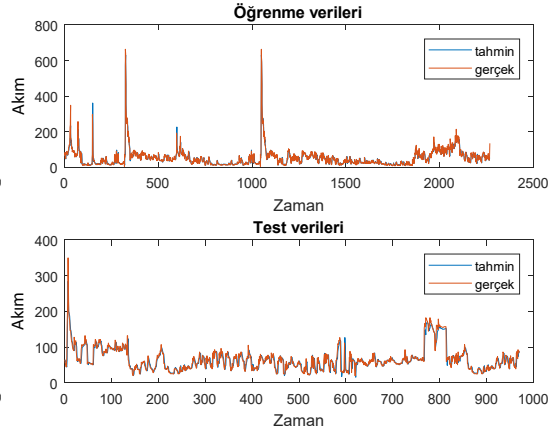 Öğrenme verileri
800
600
400
200
0
Akım
tahmin
gerçek
0 500 1000 1500 2000 2500
Zaman
Test verileri
400
300
200
100
0
Akım
tahmin
gerçek
0 100 200 300 400 500 600 700 800 900 1000
Zaman